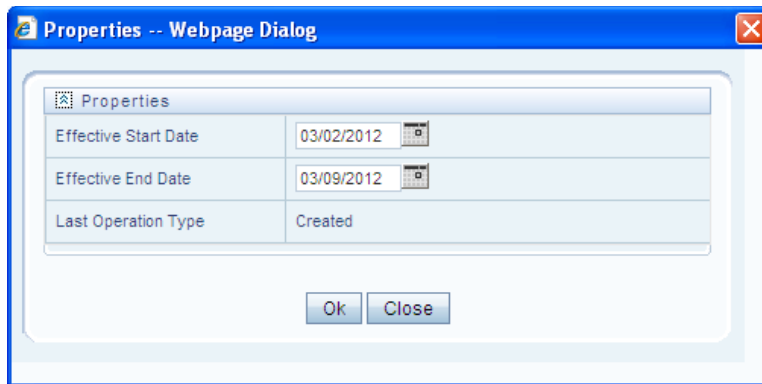 Properties -- Webpage Dialog
Properties
Effective Start Date 03/02/2012
Effective End Date 03/09/2012
Last Operation Type Created
Ok Close